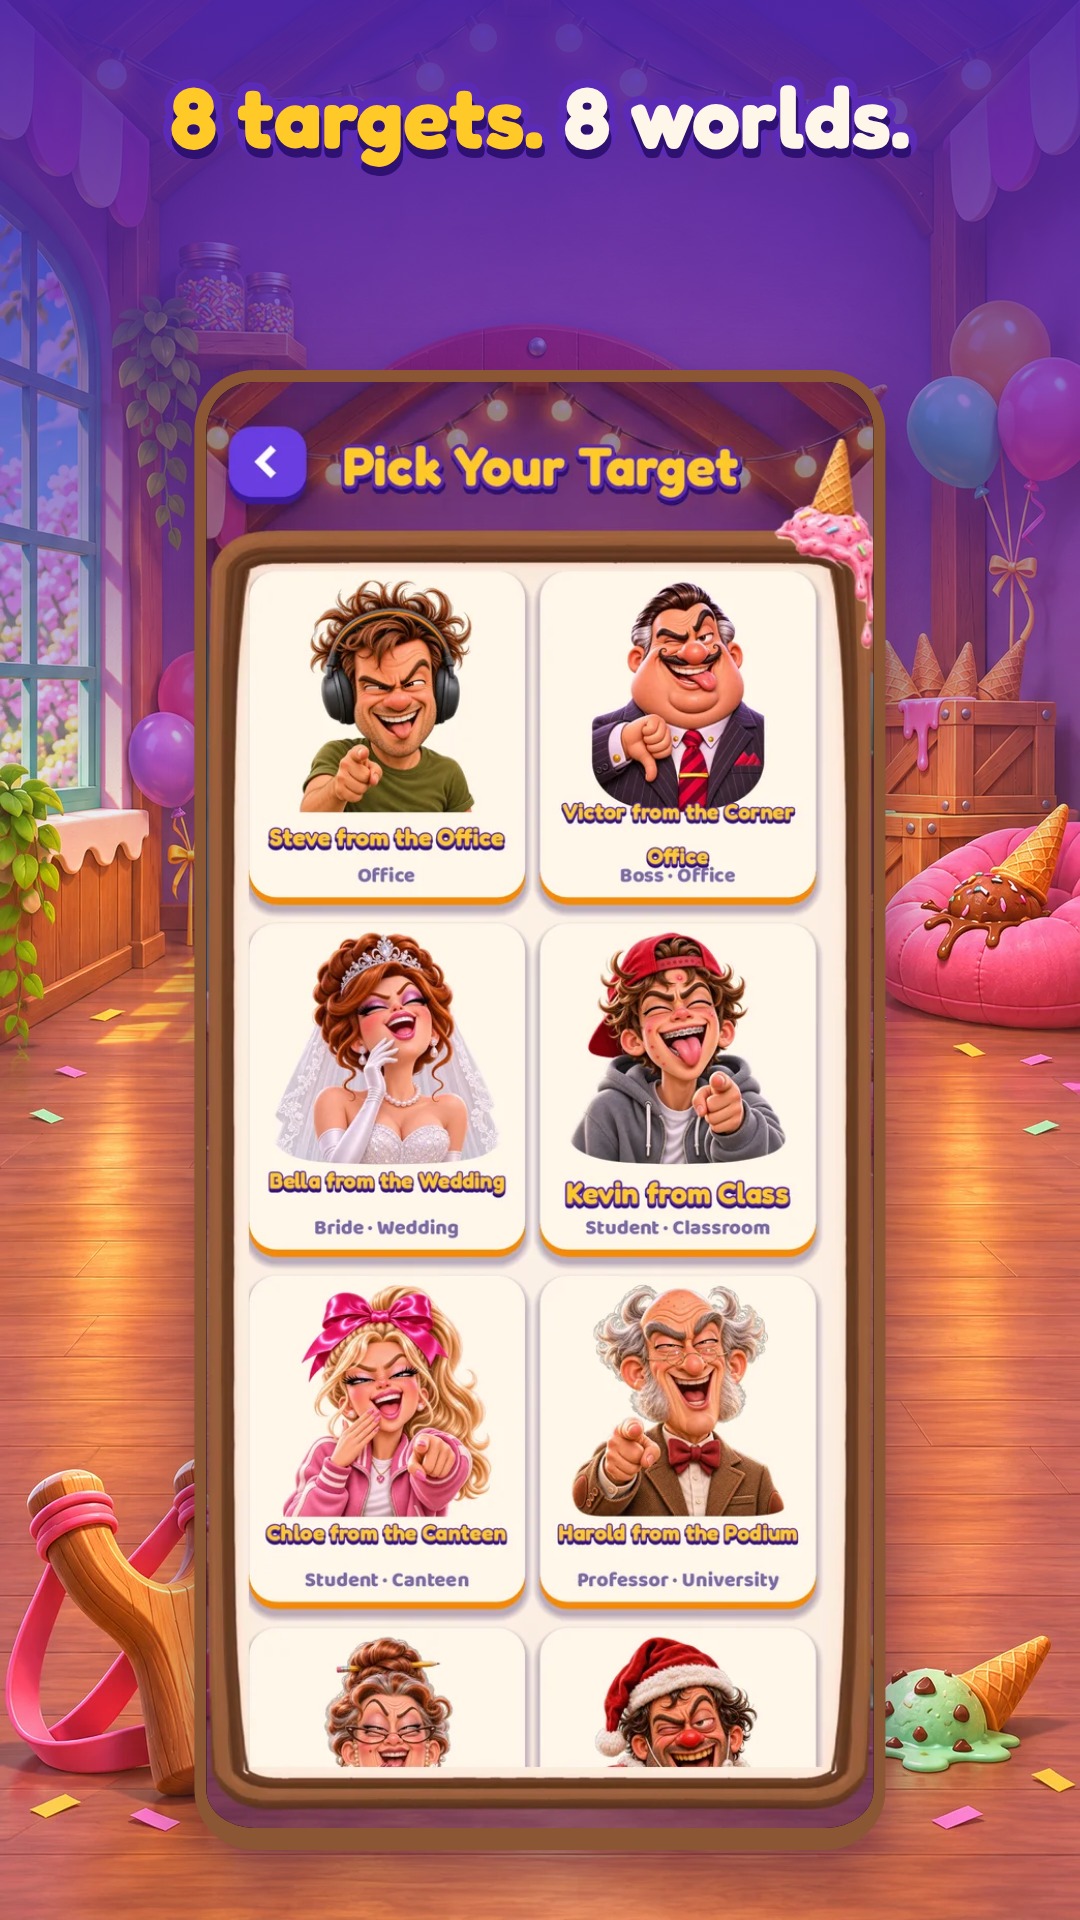 8 targets. 8 worlds.
Pick Your Target
Steve from the Office
Office
Victor from the Corner
Office
Boss · Office
Bella from the Wedding
Bride · Wedding
Kevin from Class
Student · Classroom
Chloe from the Canteen
Student · Canteen
Harold from the Podium
Professor · University